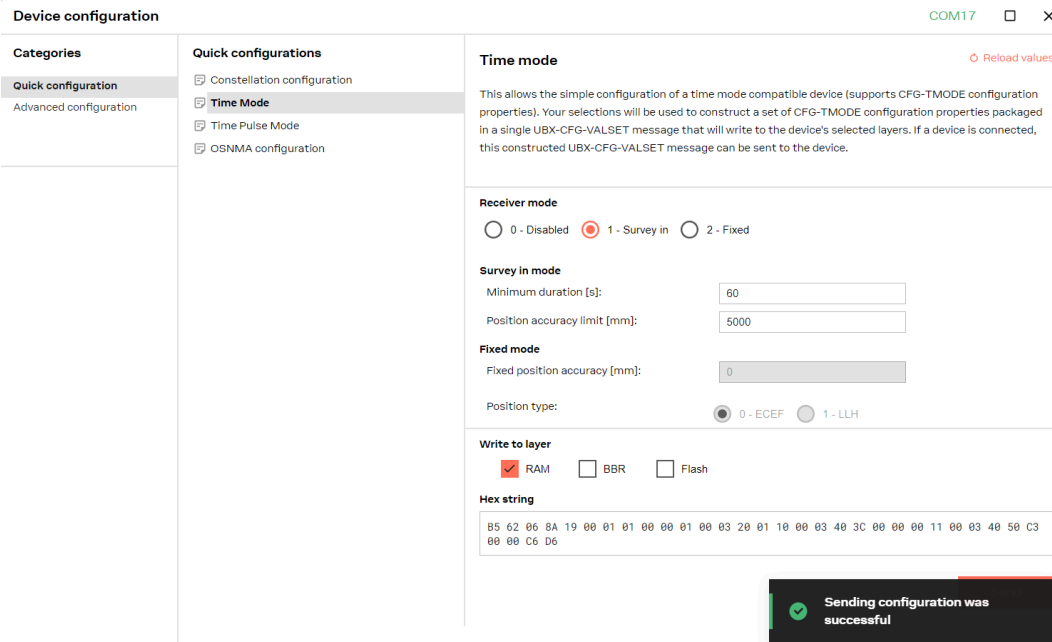 Device configuration
COM17
Categories
Quick configuration
Advanced configuration
Quick configurations
Constellation configuration
Time Mode
Time Pulse Mode
OSNMA configuration
Time mode
Reload values
This allows the simple configuration of a time mode compatible device (supports CFG-TMODE configuration
properties). Your selections will be used to construct a set of CFG-TMODE configuration properties packaged
in a single UBX-CFG-VALSET message that will write to the device's selected layers. If a device is connected,
this constructed UBX-CFG-VALSET message can be sent to the device.
Receiver mode
0 - Disabled 1 - Survey in 2 - Fixed
Survey in mode
Minimum duration [s]: 60
Position accuracy limit [mm]: 5000
Fixed mode
Fixed position accuracy [mm]: 0
Position type: 0 - ECEF 1 - LLH
Write to layer
RAM BBR Flash
Hex string
B5 62 06 8A 19 00 01 01 00 00 01 00 03 20 01 10 00 03 40 3C 00 00 00 11 00 03 40 50 C3
00 00 C6 D6
Sending configuration was
successful